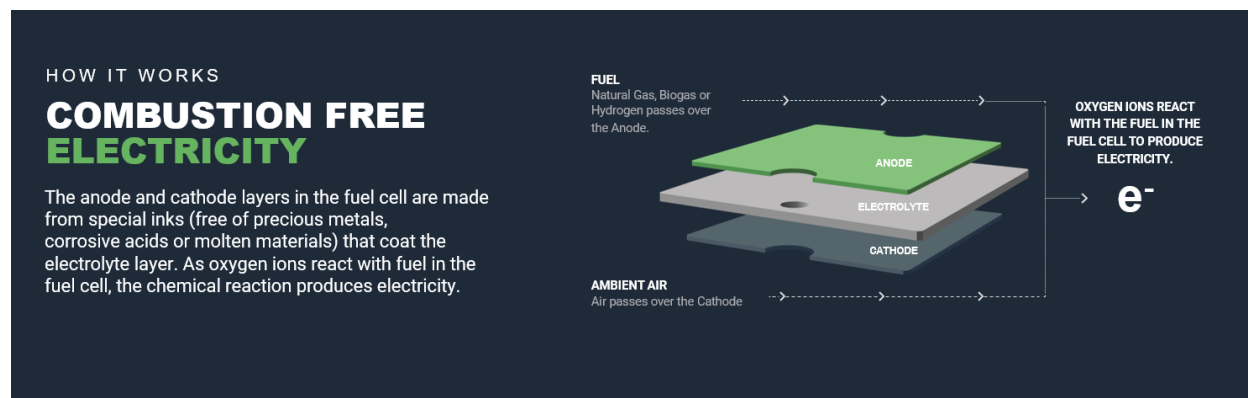 HOW IT WORKS
COMBUSTION FREE
ELECTRICITY
The anode and cathode layers in the fuel cell are made
from special inks (free of precious metals,
corrosive acids or molten materials) that coat the
electrolyte layer. As oxygen ions react with fuel in the
fuel cell, the chemical reaction produces electricity.
FUEL
Natural Gas, Biogas or
Hydrogen passes over
the Anode.
ANODE
ELECTROLYTE
CATHODE
AMBIENT AIR
Air passes over the Cathode
OXYGEN IONS REACT
WITH THE FUEL IN THE
FUEL CELL TO PRODUCE
ELECTRICITY.
e-